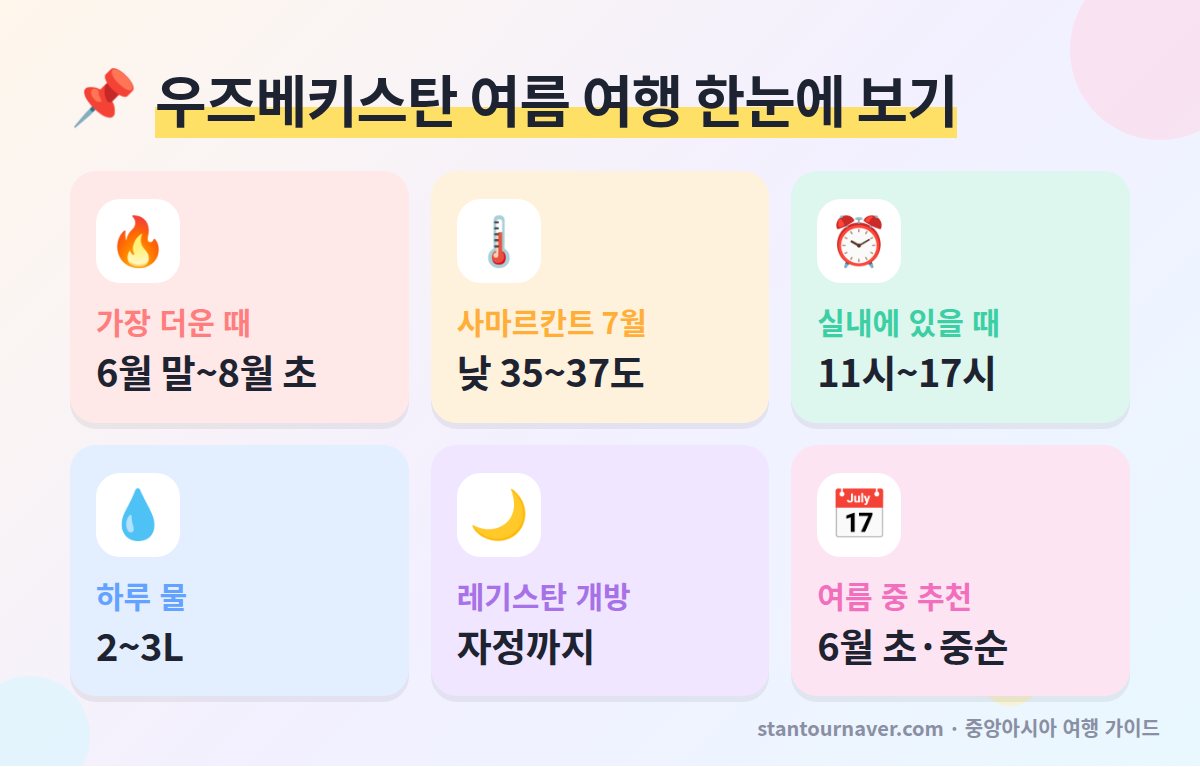 우즈베키스탄 여름 여행 한눈에 보기
가장 더운 때
6월 말~8월 초
사마르칸트 7월
낮 35~37도
실내에 있을 때
11시~17시
하루 물
2~3L
레기스탄 개방
자정까지
July
17
여름 중 추천
6월 초·중순
stantournaver.com · 중앙아시아 여행 가이드